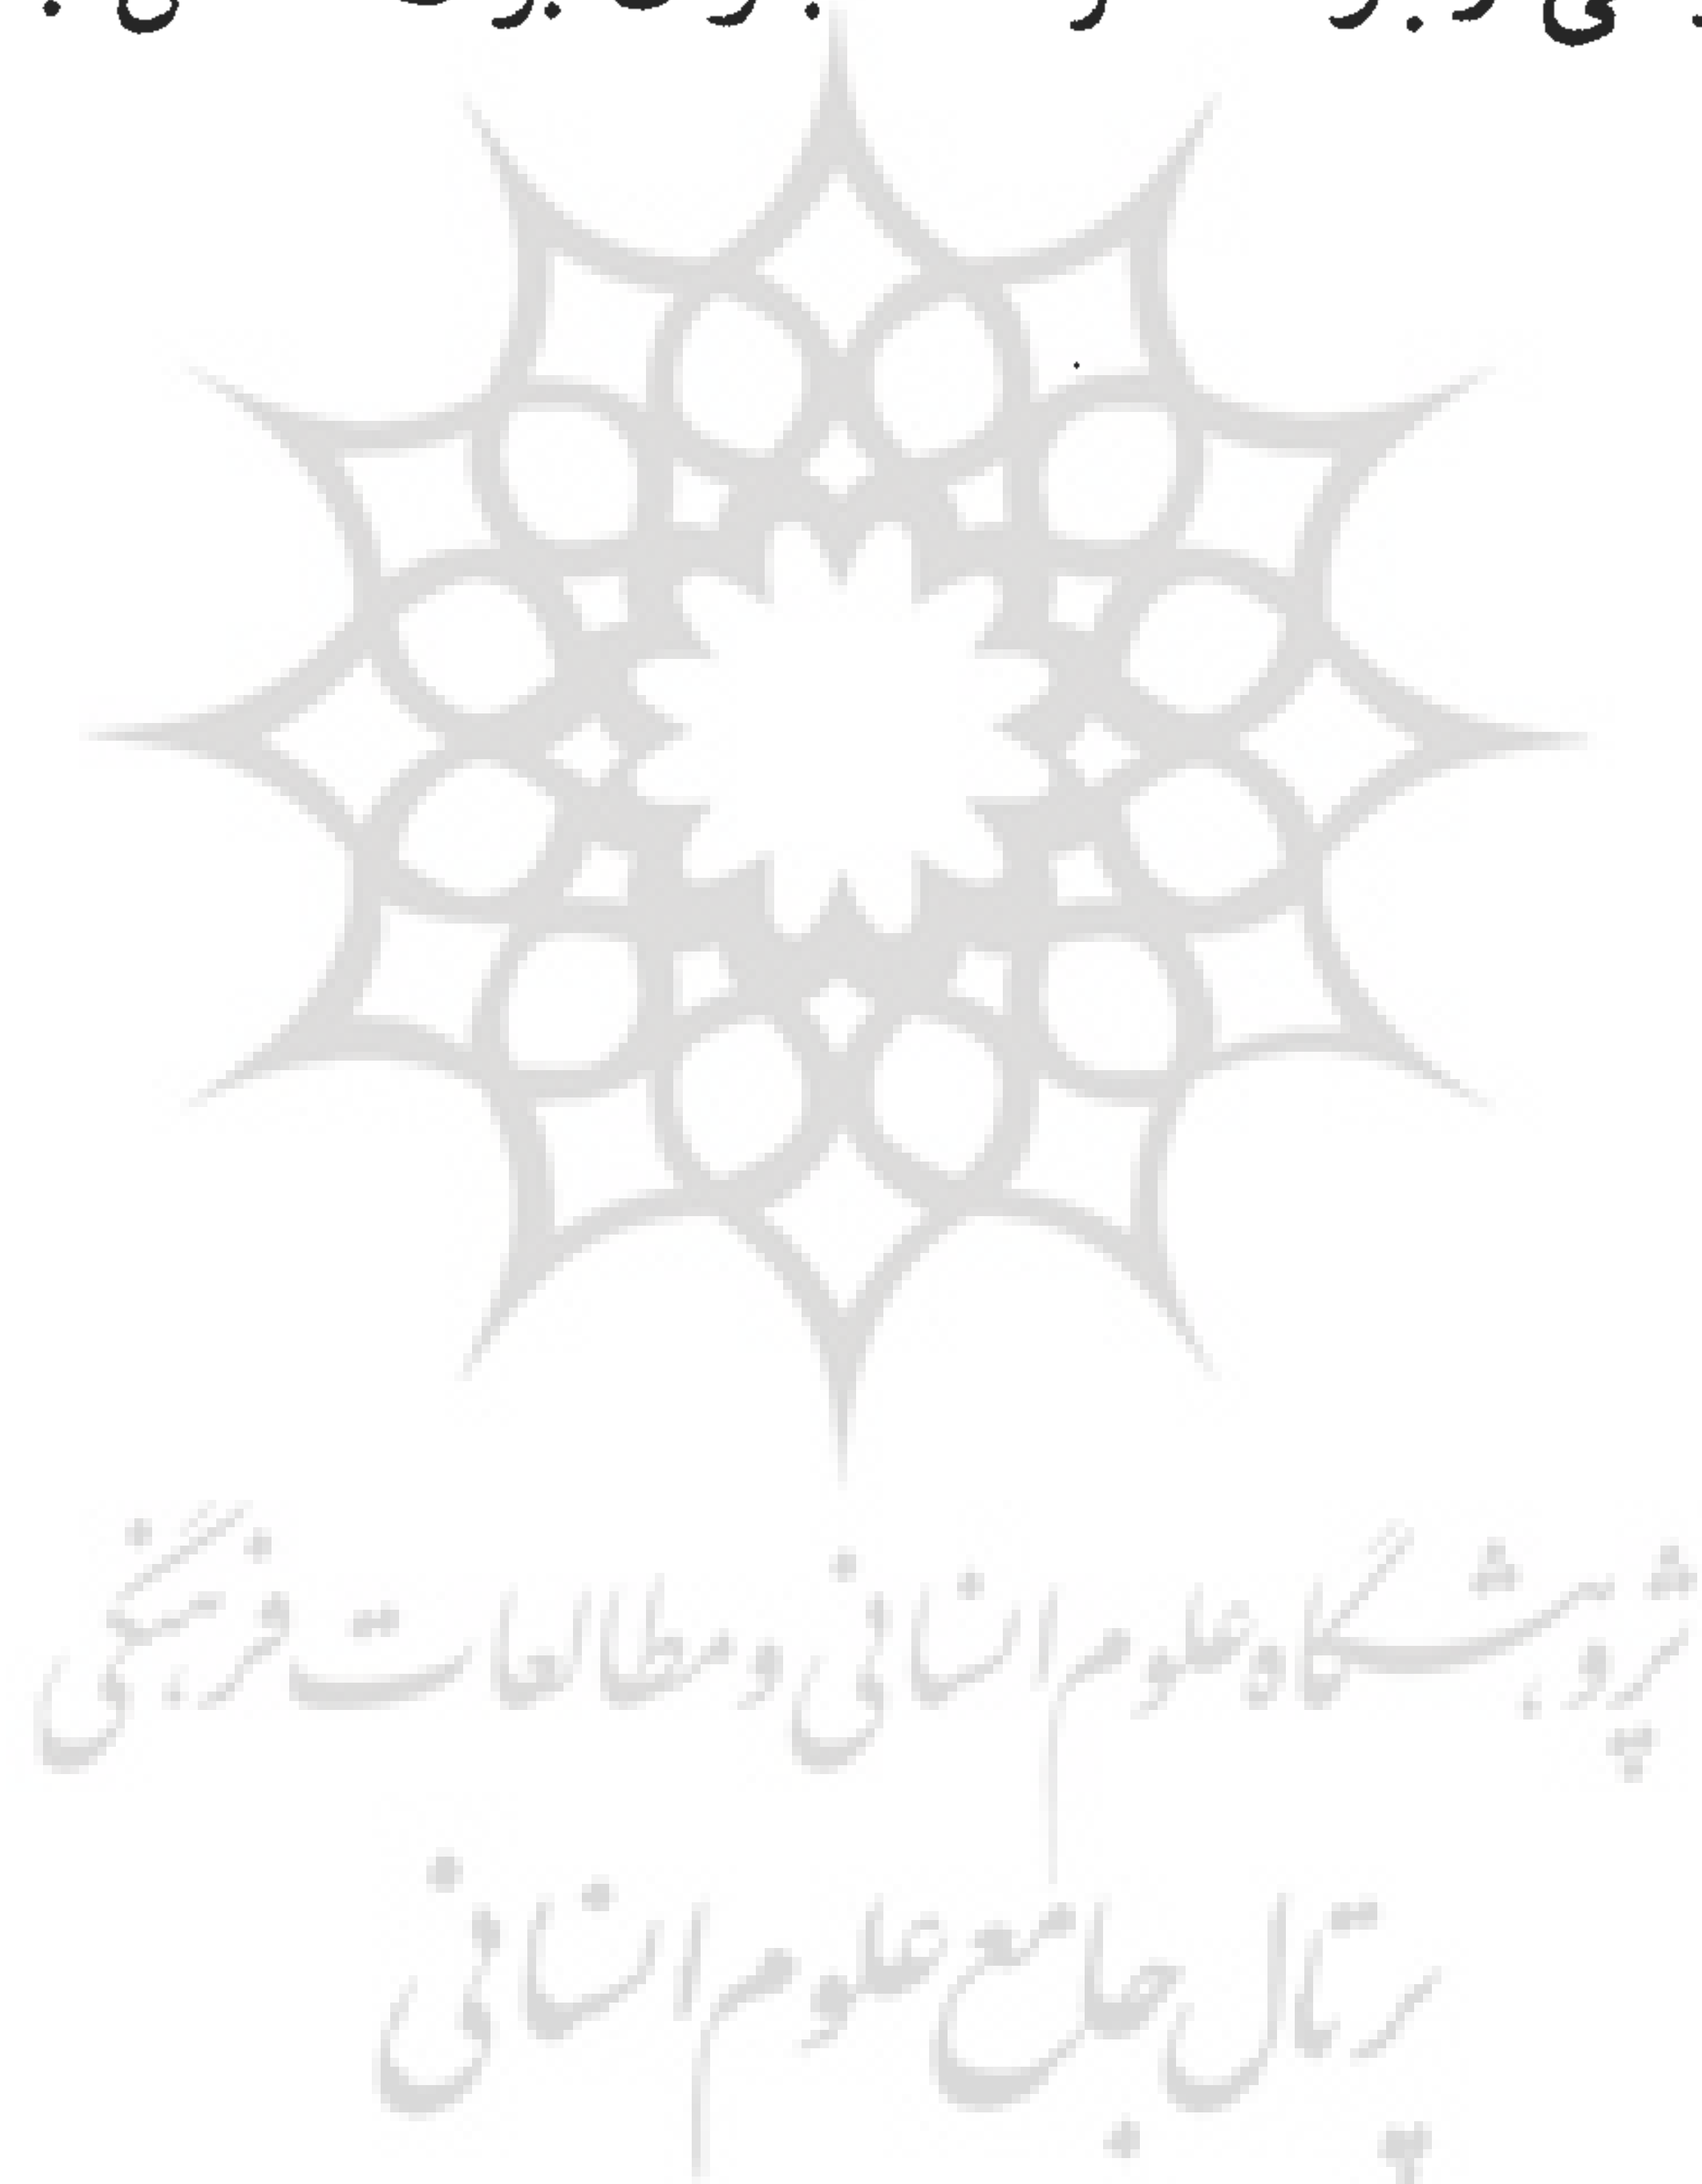 پژوهشگاه علوم انسانی و مطالعات فرهنگی
پرتال جامع علوم انسانی